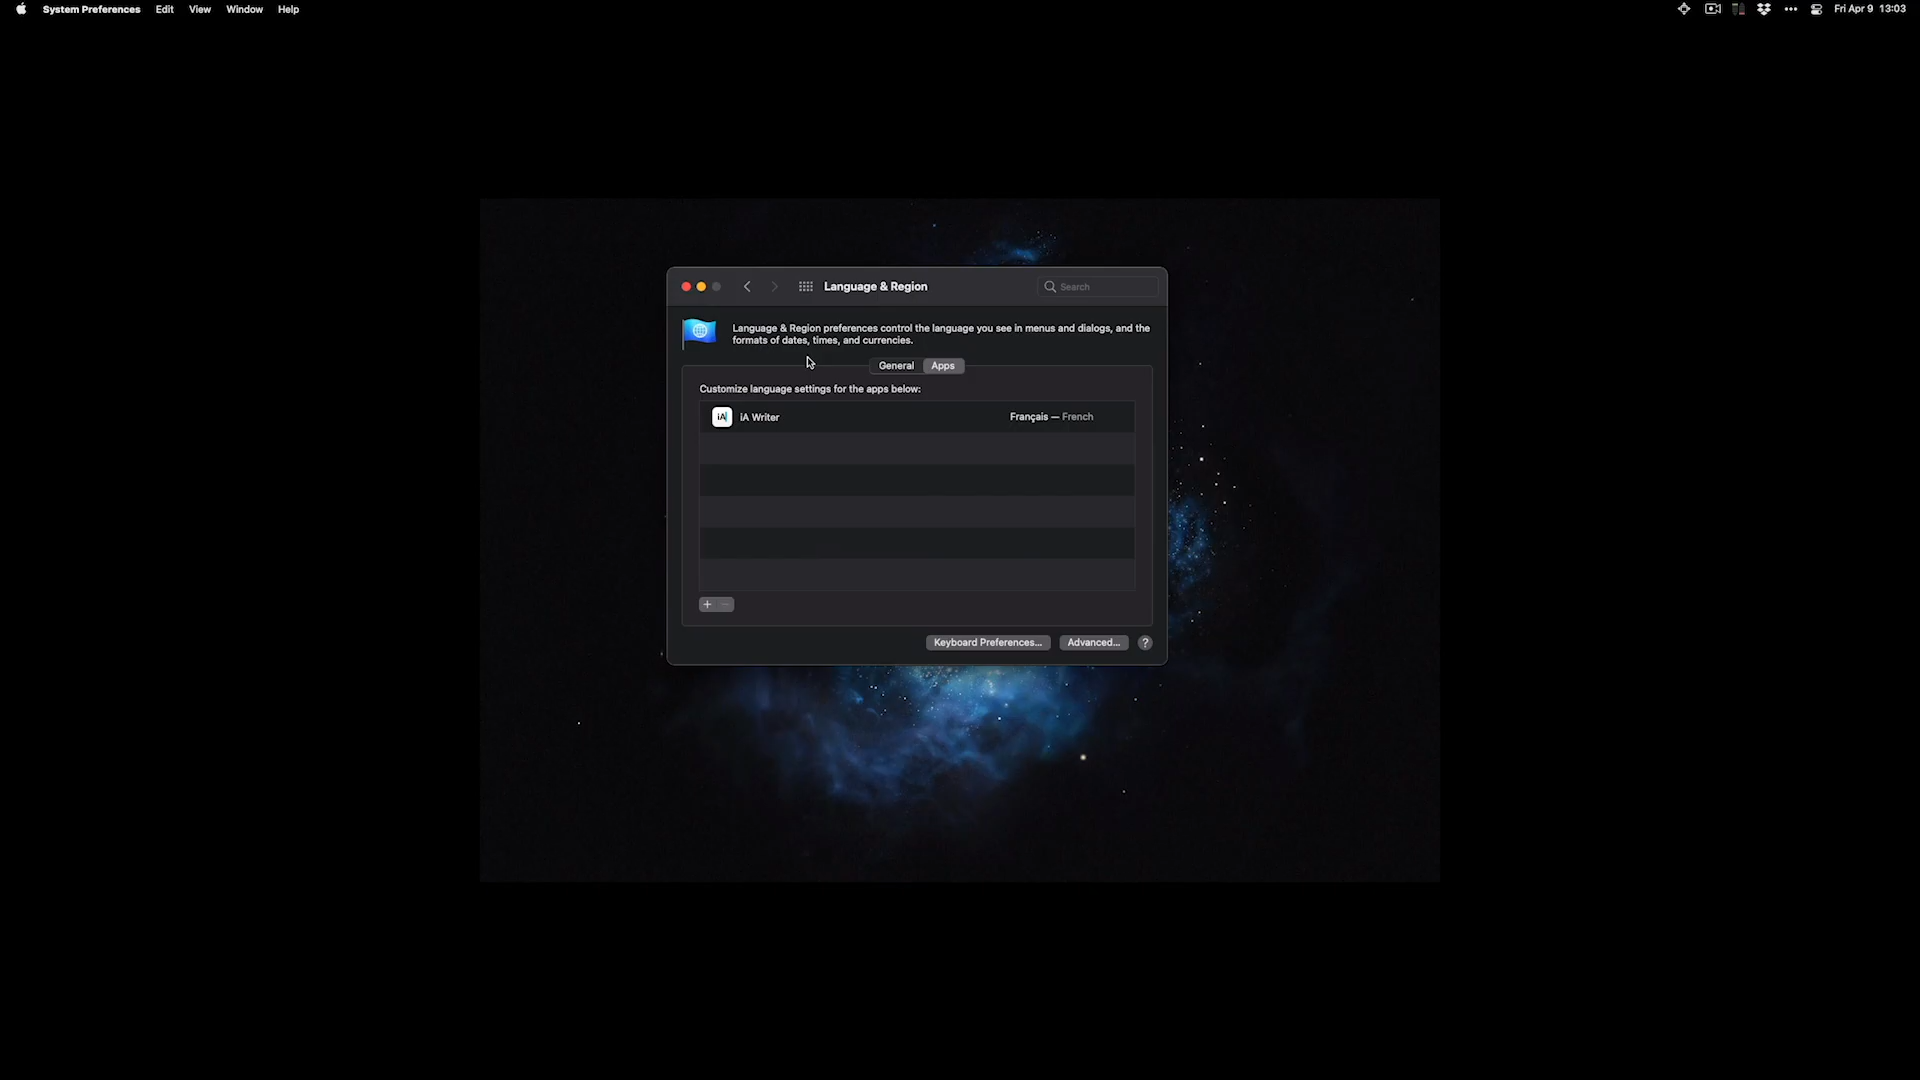 System Preferences Edit View Window Help Fri Apr 9 13:03
Language & Region
Search
Language & Region preferences control the language you see in menus and dialogs, and the
formats of dates, times, and currencies.
General Apps
Customize language settings for the apps below:
iA iA Writer Français — French
+ −
Keyboard Preferences... Advanced... ?